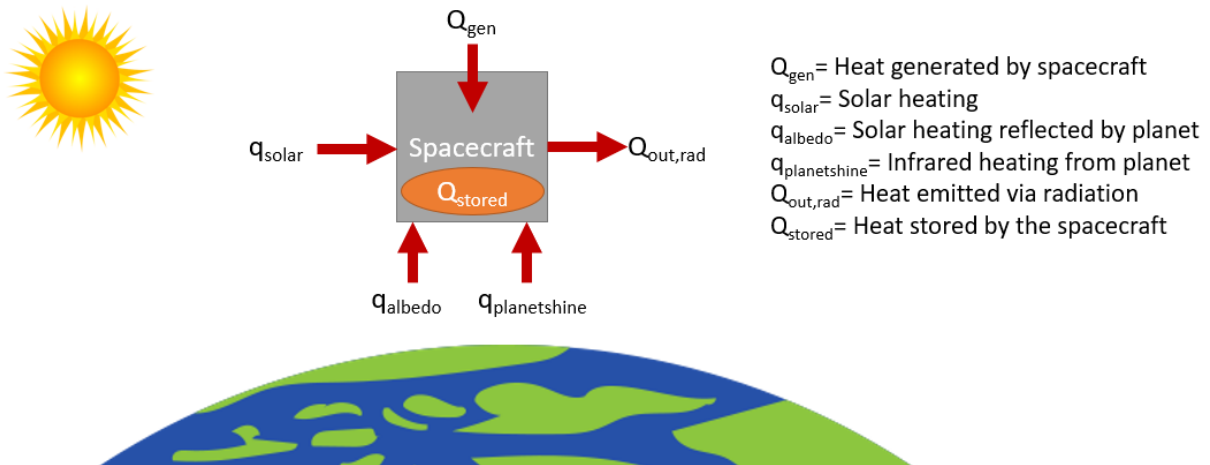 Q_gen
q_solar
Spacecraft
Q_out,rad
Q_stored
q_albedo
q_planetshine
Q_gen= Heat generated by spacecraft
q_solar= Solar heating
q_albedo= Solar heating reflected by planet
q_planetshine= Infrared heating from planet
Q_out,rad= Heat emitted via radiation
Q_stored= Heat stored by the spacecraft